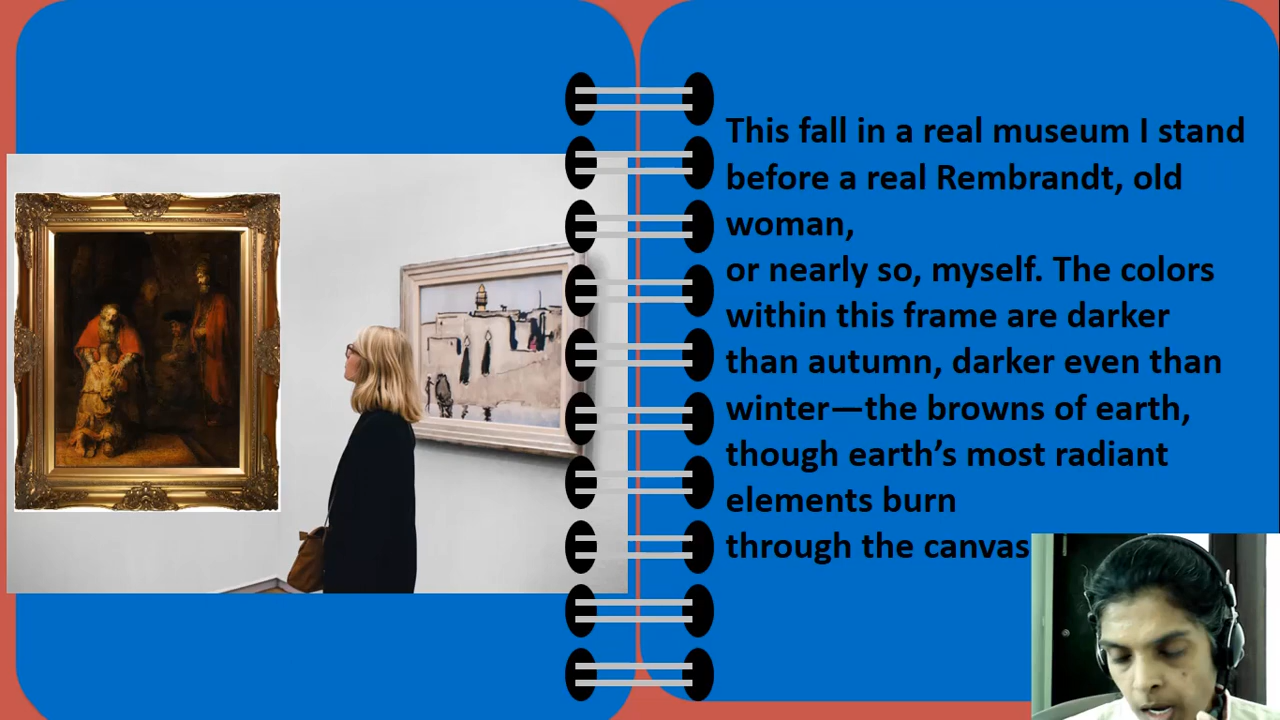 This fall in a real museum I stand
before a real Rembrandt, old
woman,
or nearly so, myself. The colors
within this frame are darker
than autumn, darker even than
winter—the browns of earth,
though earth’s most radiant
elements burn
through the canvas